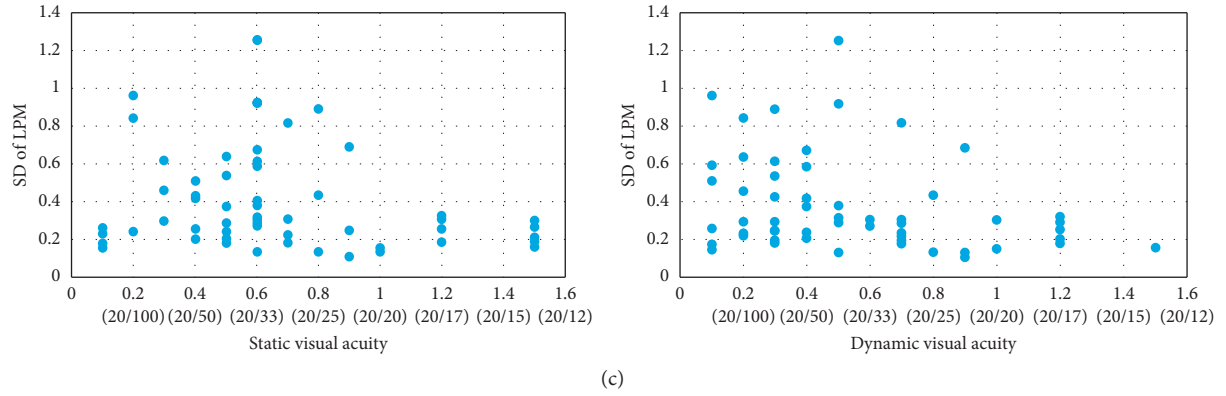 1.4
1.2
1
0.8
0.6
0.4
0.2
0
SD of LPM
0 0.2 0.4 0.6 0.8 1 1.2 1.4 1.6
(20/100) (20/50) (20/33) (20/25) (20/20) (20/17) (20/15) (20/12)
Static visual acuity
1.4
1.2
1
0.8
0.6
0.4
0.2
0
SD of LPM
0 0.2 0.4 0.6 0.8 1 1.2 1.4 1.6
(20/100) (20/50) (20/33) (20/25) (20/20) (20/17) (20/15) (20/12)
Dynamic visual acuity
(c)